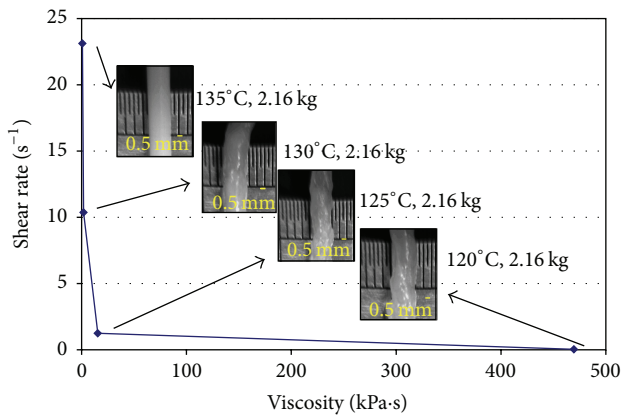 25
20
15
10
5
0
Shear rate (s⁻¹)
0.5 mm
135°C, 2.16 kg
0.5 mm
130°C, 2.16 kg
0.5 mm
125°C, 2.16 kg
0.5 mm
120°C, 2.16 kg
0 100 200 300 400 500
Viscosity (kPa·s)